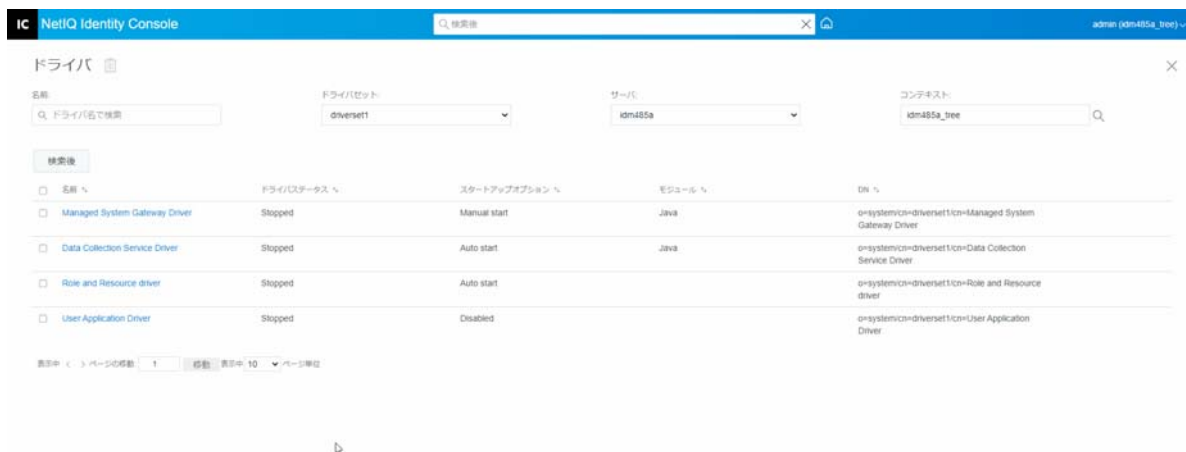 IC NetIQ Identity Console 検索後 admin (idm485a_tree)
ドライバ
名前: ドライバセット: サーバ: コンテキスト:
ドライバ名で検索 driverset1 idm485a idm485a_tree
検索後
名前 ドライバステータス スタートアップオプション モジュール DN
Managed System Gateway Driver Stopped Manual start Java o=system/cn=driverset1/cn=Managed System
Gateway Driver
Data Collection Service Driver Stopped Auto start Java o=system/cn=driverset1/cn=Data Collection
Service Driver
Role and Resource driver Stopped Auto start o=system/cn=driverset1/cn=Role and Resource
driver
User Application Driver Stopped Disabled o=system/cn=driverset1/cn=User Application
Driver
表示中 < > ページの移動 1 移動 表示中 10 ページ単位